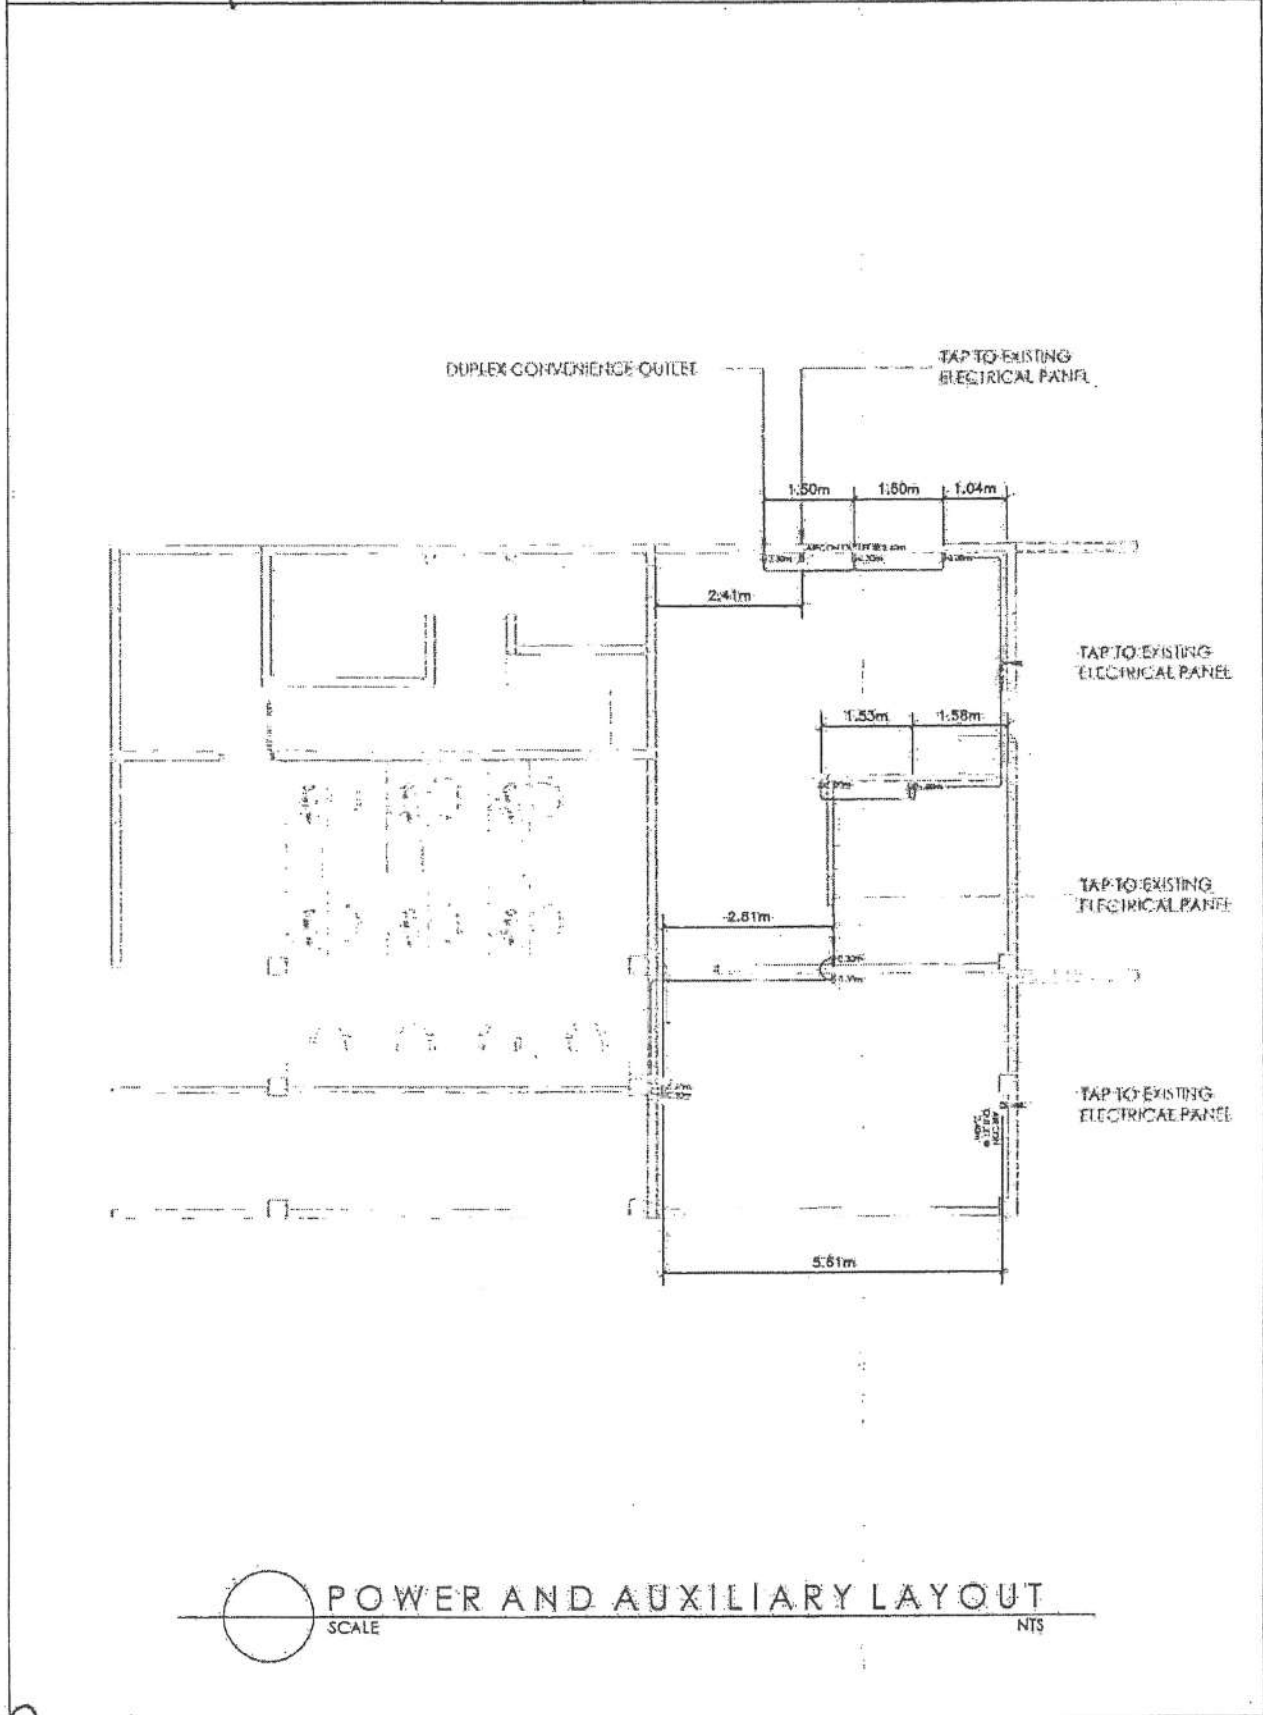 DUPLEX CONVENIENCE OUTLET
TAP TO EXISTING
ELECTRICAL PANEL
1.50m
1.50m
1.04m
2.41m
TAP TO EXISTING
ELECTRICAL PANEL
1.53m
1.58m
TAP TO EXISTING
ELECTRICAL PANEL
2.81m
TAP TO EXISTING
ELECTRICAL PANEL
AIRCON
5.61m
POWER AND AUXILIARY LAYOUT
SCALE
NTS